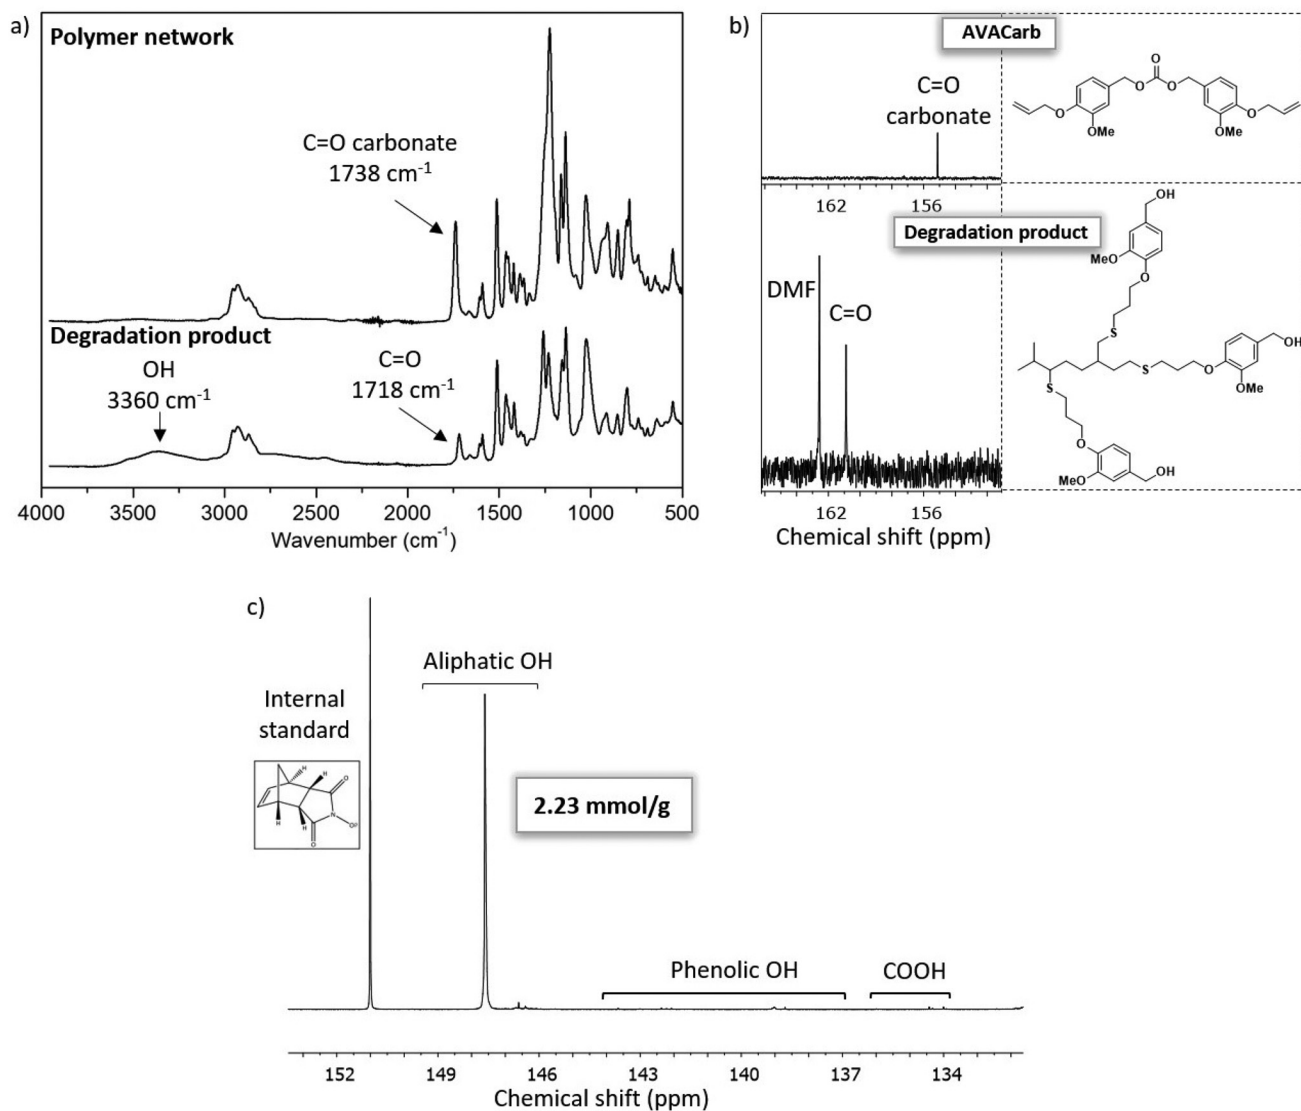 a)
Polymer network
C=O carbonate
1738 cm-1
Degradation product
OH
3360 cm-1
C=O
1718 cm-1
4000 3500 3000 2500 2000 1500 1000 500
Wavenumber (cm-1)
b)
AVACarb
C=O
carbonate
O
O O
O O
OMe OMe
162 156
Degradation product
DMF
C=O
OH
MeO
O
S
OH
S O
OMe
S
O
MeO OH
162 156
Chemical shift (ppm)
c)
Internal
standard
Aliphatic OH
2.23 mmol/g
Phenolic OH COOH
H H O
N
H H O
152 149 146 143 140 137 134
Chemical shift (ppm)